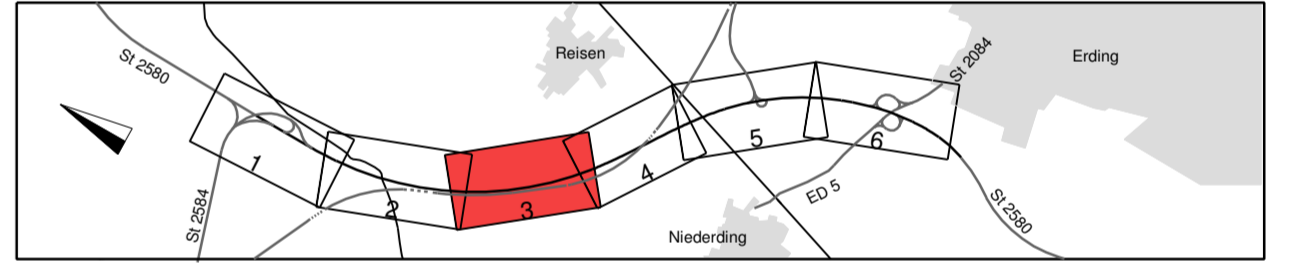 St 2580
Reisen
St 2084
Erding
1
2
3
4
5
6
St 2584
ED 5
St 2580
Niederding